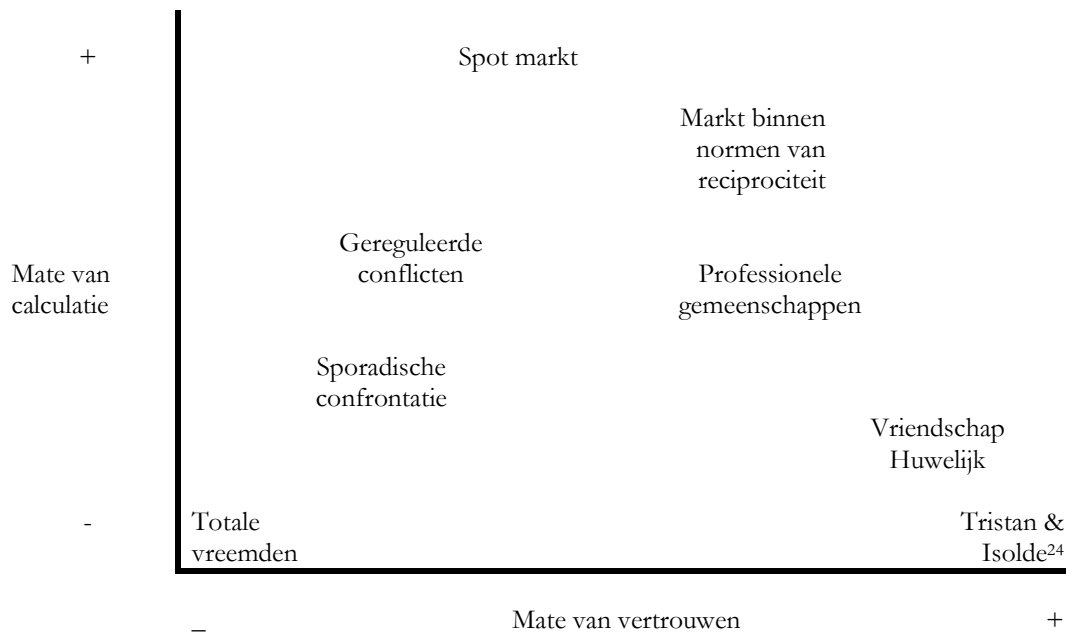 +
Spot markt
Markt binnen
normen van
reciprociteit
Gereguleerde
conflicten
Mate van
calculatie
Professionele
gemeenschappen
Sporadische
confrontatie
Vriendschap
Huwelijk
-
Totale
vreemden
Tristan &
Isolde24
_
Mate van vertrouwen
+